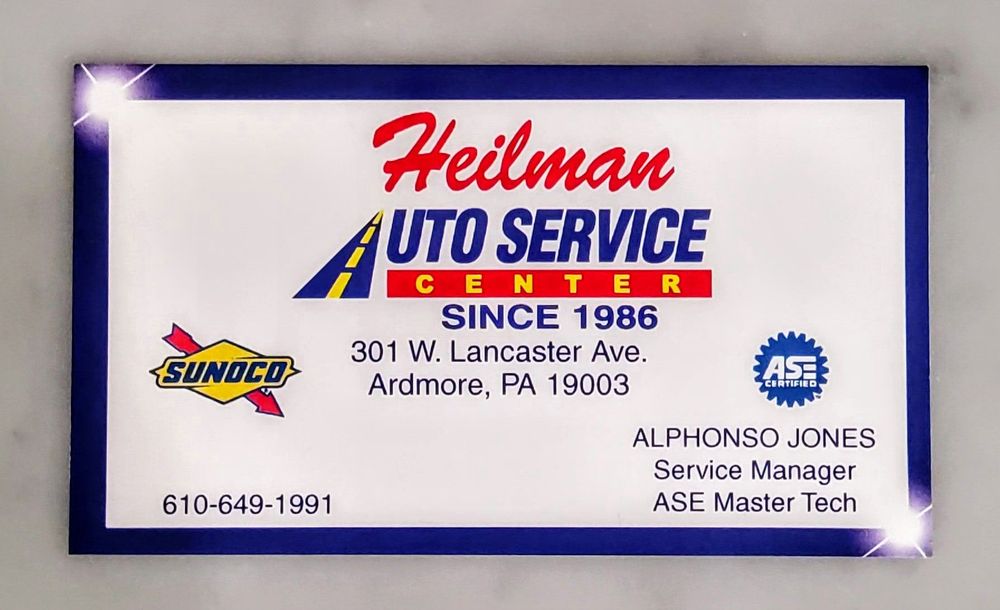 Heilman
AUTO SERVICE
CENTER
SINCE 1986
301 W. Lancaster Ave.
Ardmore, PA 19003
SUNOCO
ASE
CERTIFIED
ALPHONSO JONES
Service Manager
ASE Master Tech
610-649-1991